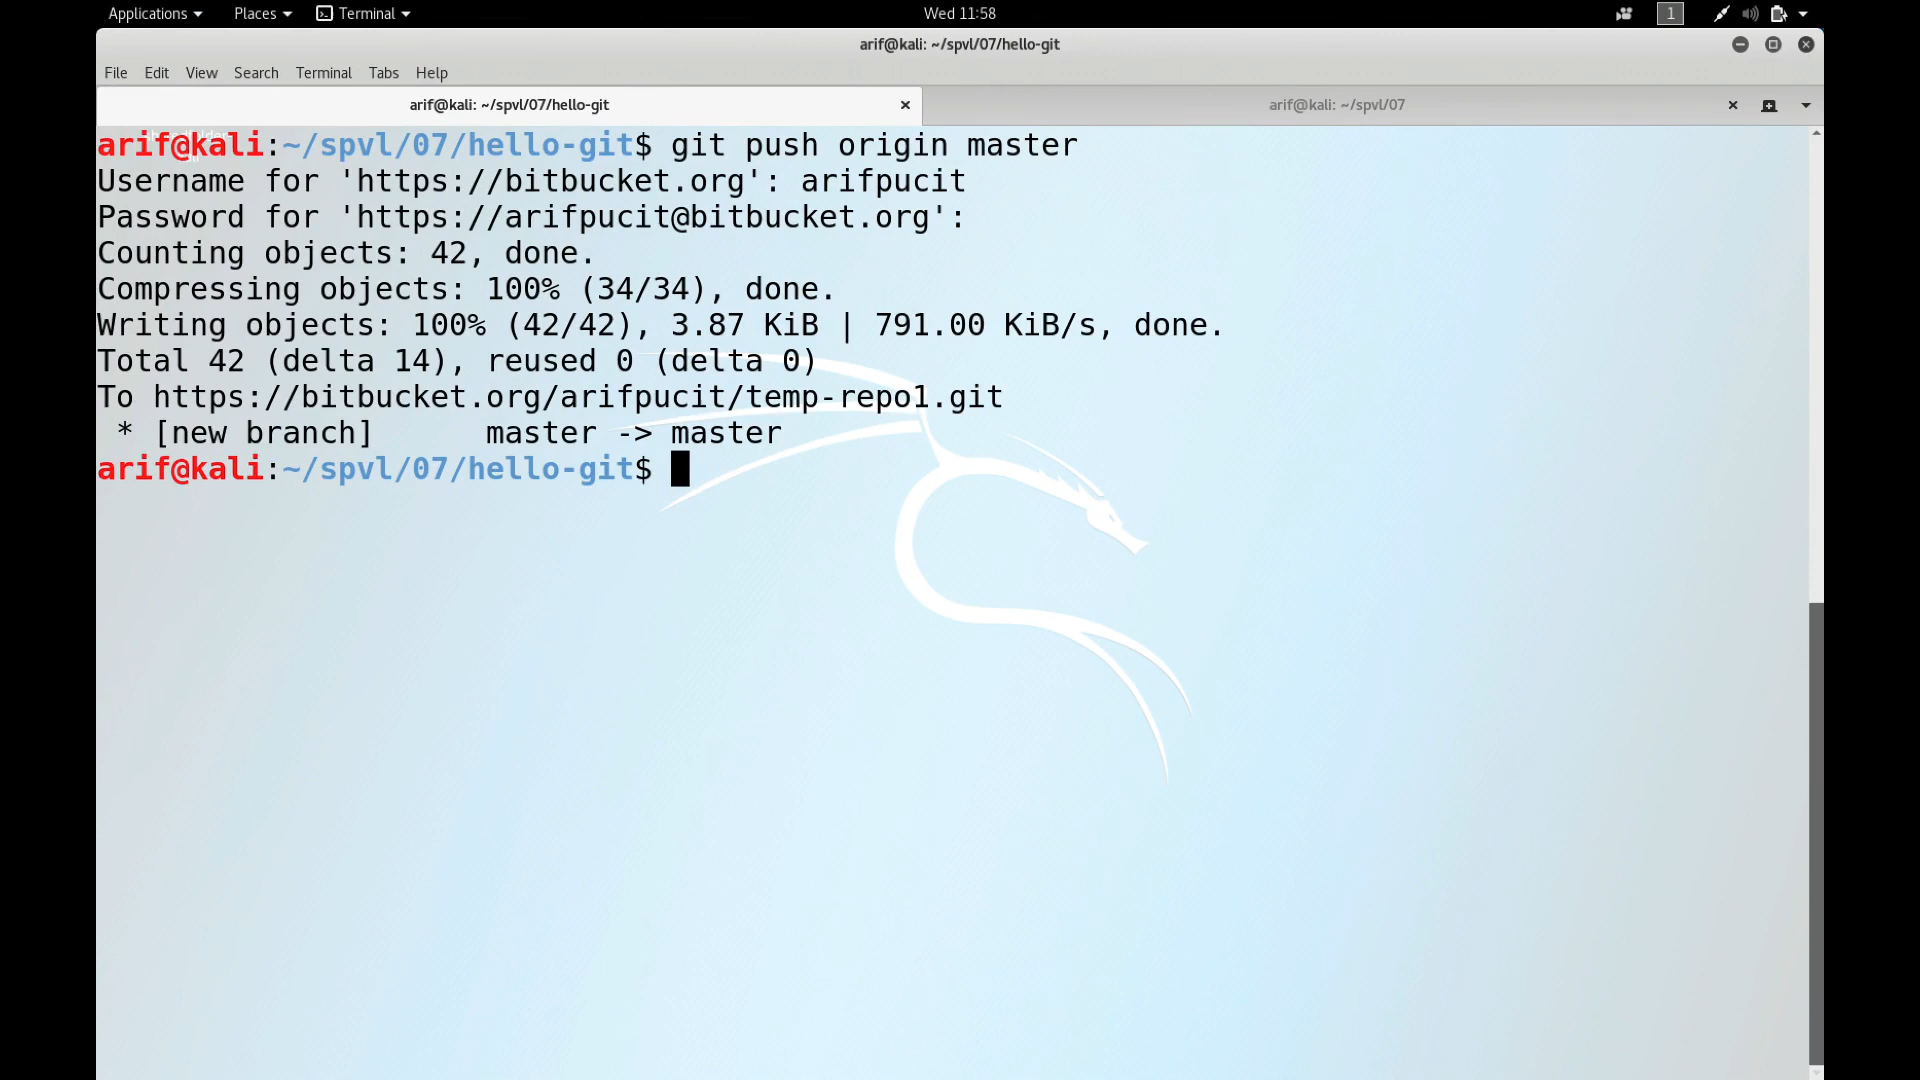 Applications Places Terminal Wed 11:58 1
arif@kali: ~/spvl/07/hello-git
File Edit View Search Terminal Tabs Help
arif@kali: ~/spvl/07/hello-git arif@kali: ~/spvl/07
arif@kali:~/spvl/07/hello-git$ git push origin master
Username for 'https://bitbucket.org': arifpucit
Password for 'https://arifpucit@bitbucket.org':
Counting objects: 42, done.
Compressing objects: 100% (34/34), done.
Writing objects: 100% (42/42), 3.87 KiB | 791.00 KiB/s, done.
Total 42 (delta 14), reused 0 (delta 0)
To https://bitbucket.org/arifpucit/temp-repo1.git
 * [new branch]      master -> master
arif@kali:~/spvl/07/hello-git$